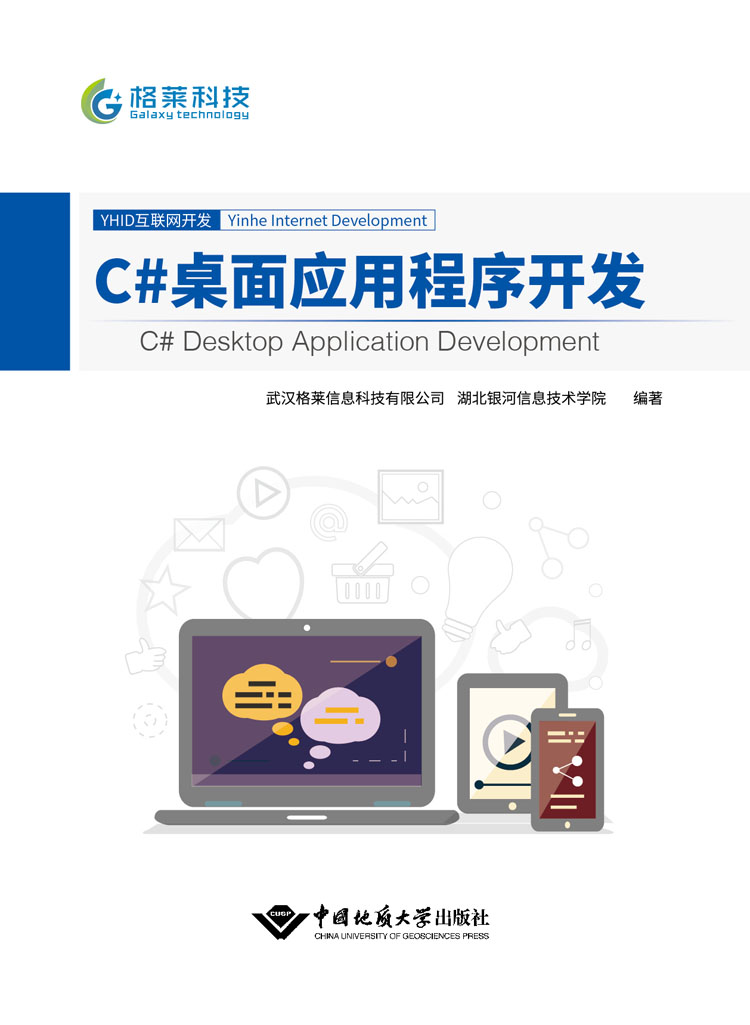 格莱科技
Galaxy technology
YHID互联网开发 Yinhe Internet Development
C#桌面应用程序开发
C# Desktop Application Development
武汉格莱信息科技有限公司 湖北银河信息技术学院 编著
CUGP 中国地质大学出版社
CHINA UNIVERSITY OF GEOSCIENCES PRESS